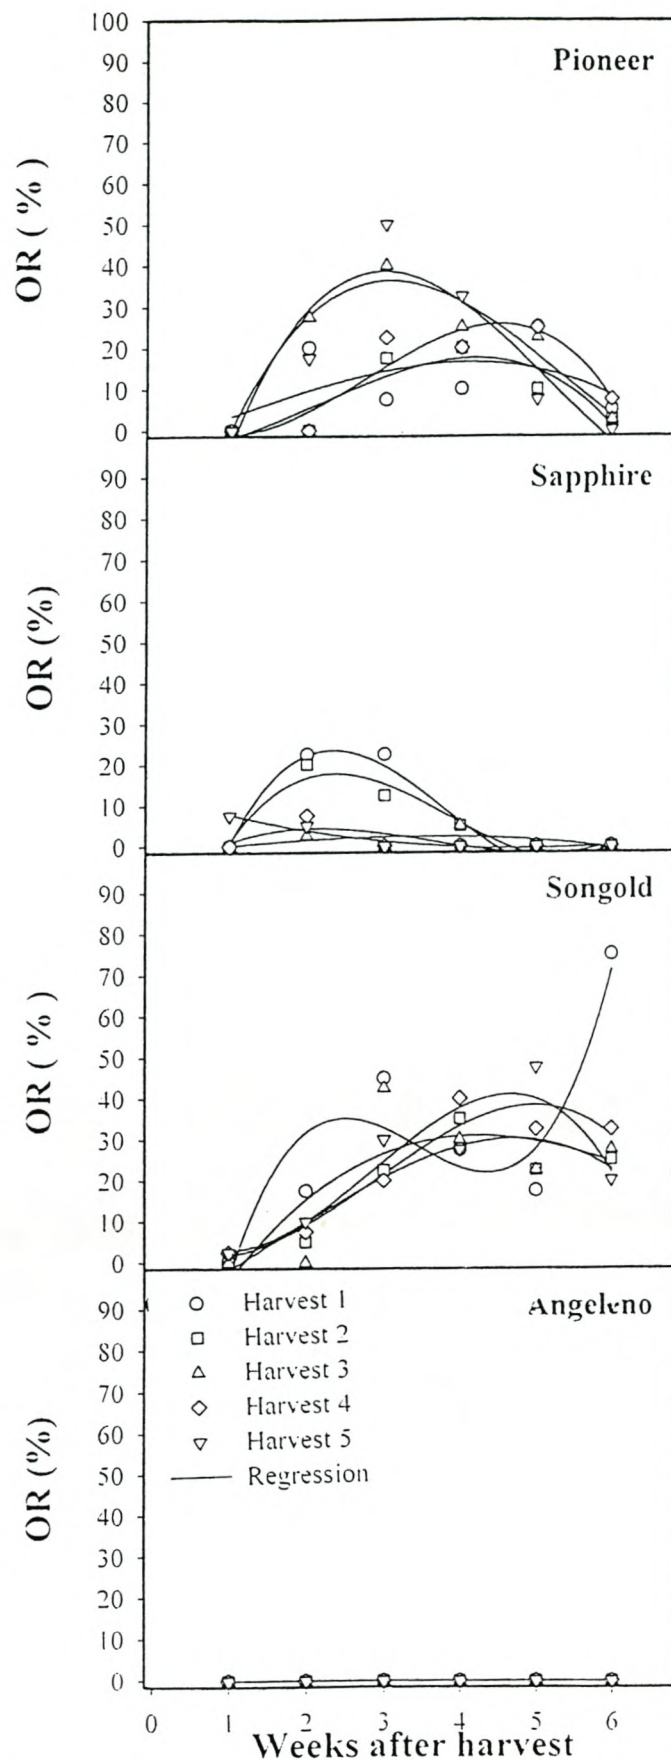 100
90
80
70
60
50
40
30
20
10
0
OR ( % )
Pioneer
90
80
70
60
50
40
30
20
10
0
OR (%)
Sapphire
90
80
70
60
50
40
30
20
10
0
OR ( % )
Songold
90
80
70
60
50
40
30
20
10
0
OR (%)
Angeleno
Harvest 1
Harvest 2
Harvest 3
Harvest 4
Harvest 5
Regression
0 1 2 3 4 5 6
Weeks after harvest